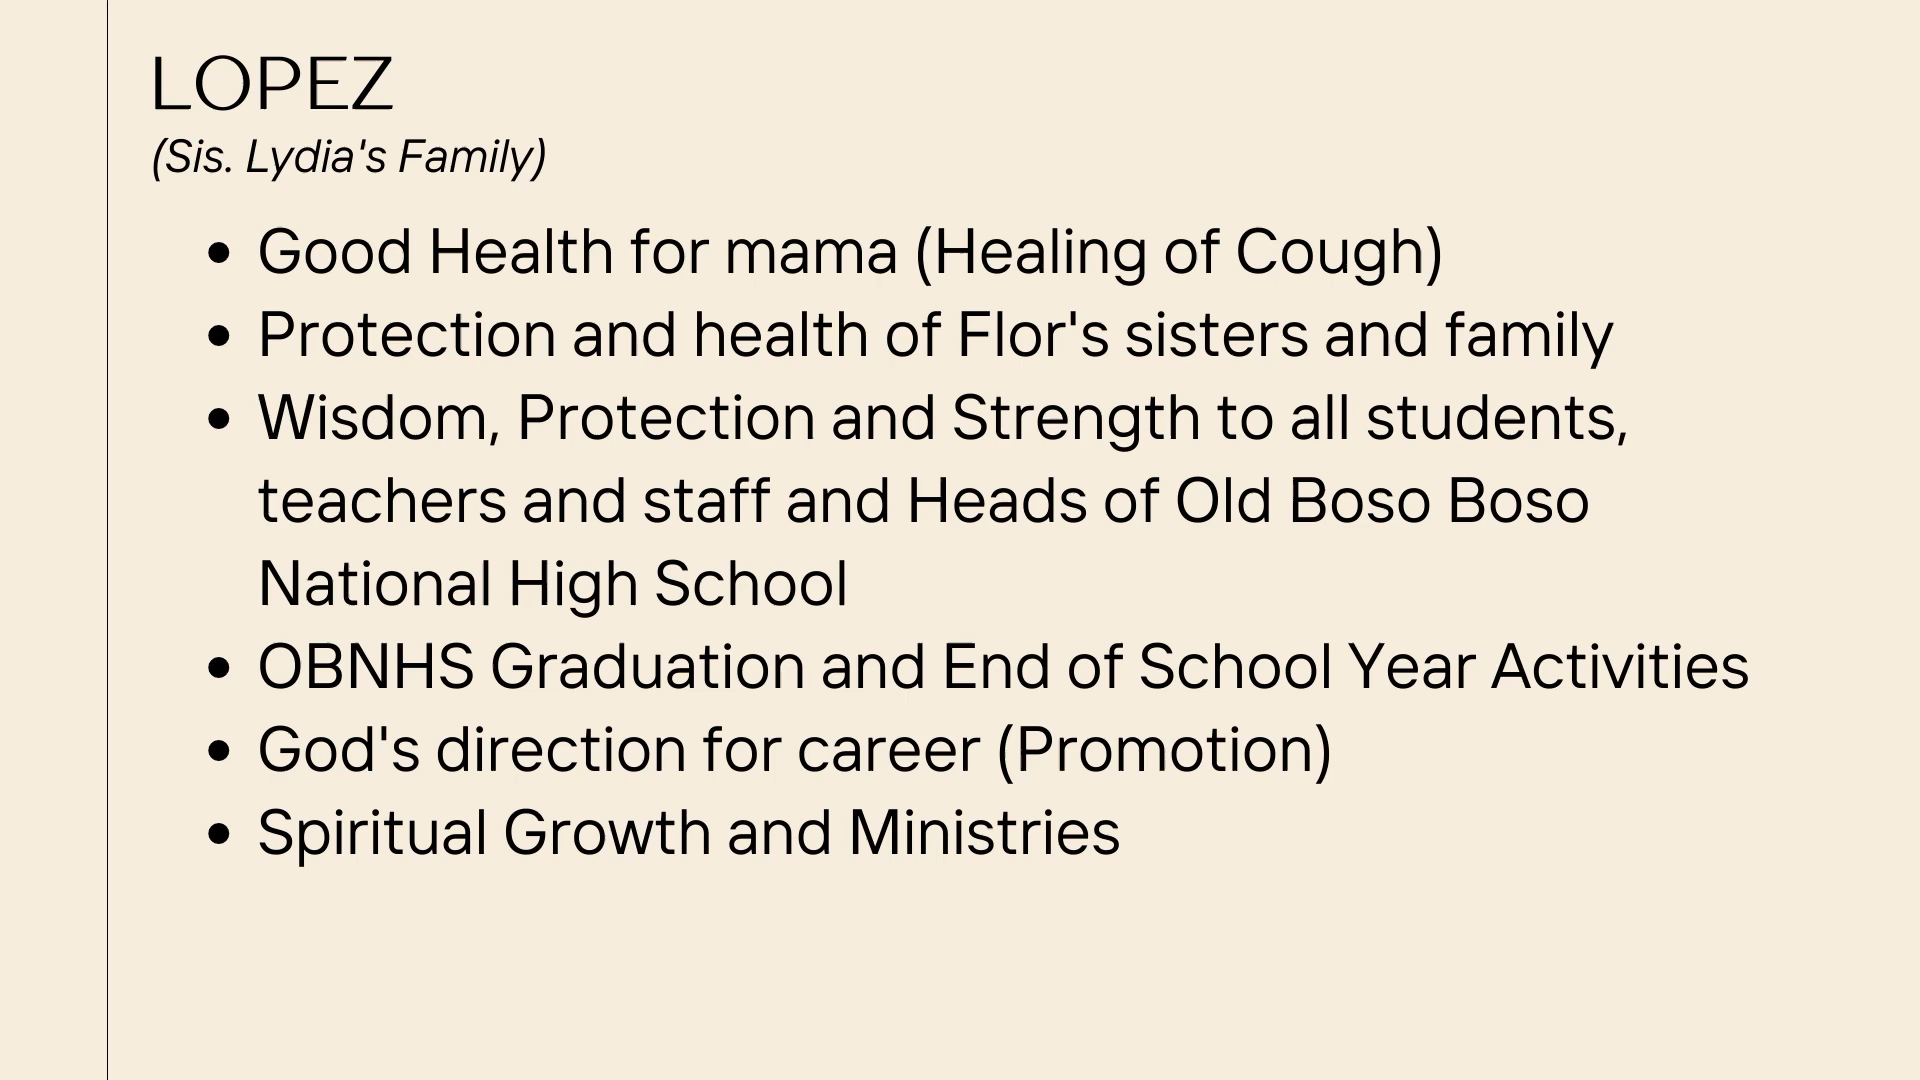 LOPEZ
(Sis. Lydia's Family)
• Good Health for mama (Healing of Cough)
• Protection and health of Flor's sisters and family
• Wisdom, Protection and Strength to all students,
teachers and staff and Heads of Old Boso Boso
National High School
• OBNHS Graduation and End of School Year Activities
• God's direction for career (Promotion)
• Spiritual Growth and Ministries